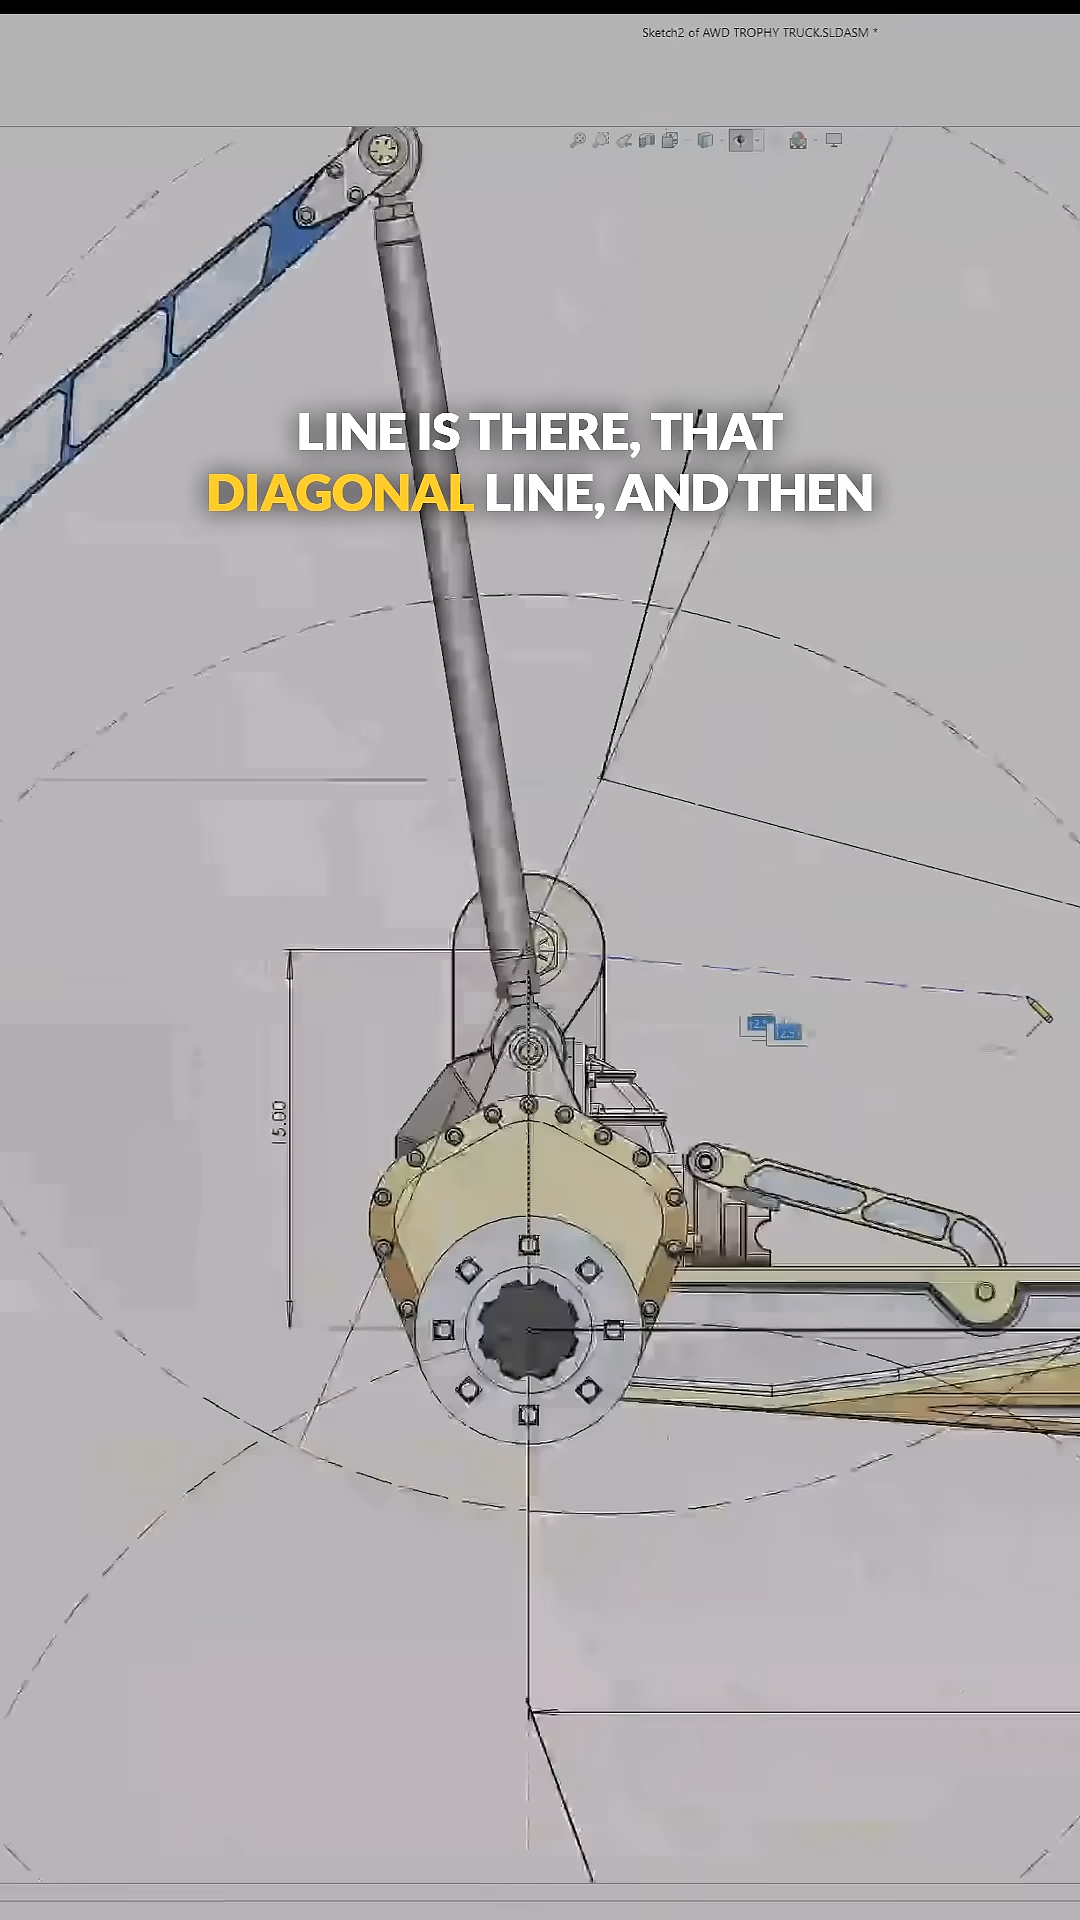 Sketch2 of AWD TROPHY TRUCK.SLDASM *
LINE IS THERE, THAT
DIAGONAL LINE, AND THEN
15.00